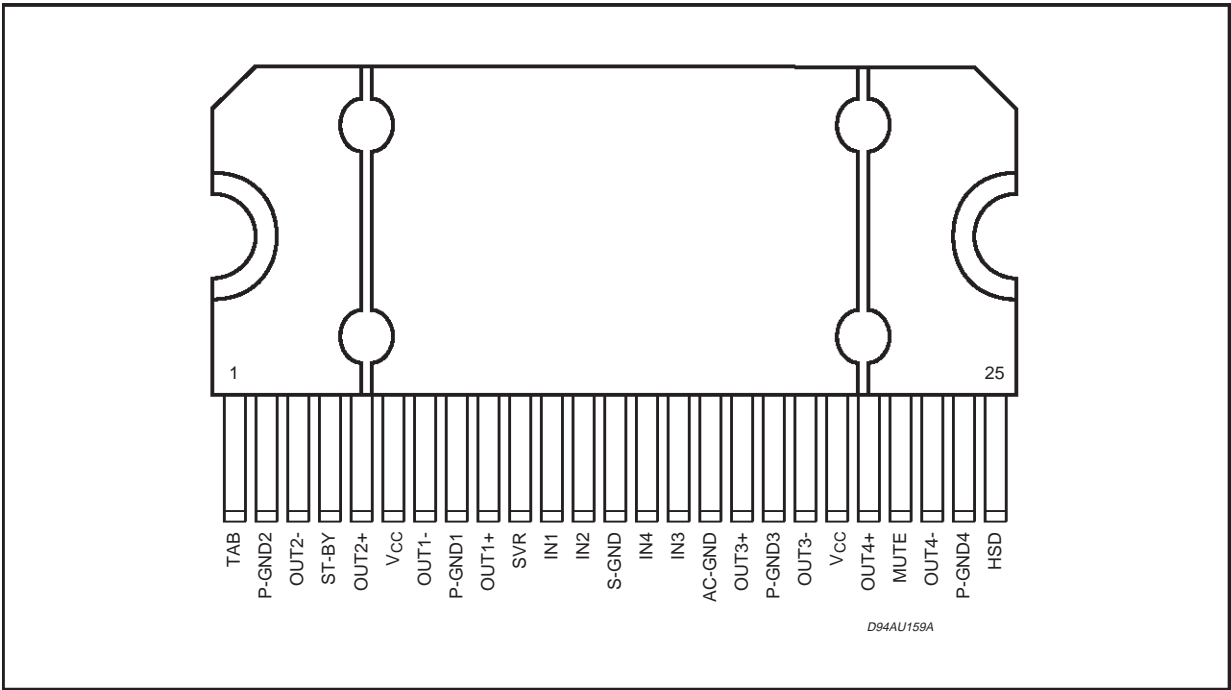 1
25
TAB
P-GND2
OUT2-
ST-BY
OUT2+
VCC
OUT1-
P-GND1
OUT1+
SVR
IN1
IN2
S-GND
IN4
IN3
AC-GND
OUT3+
P-GND3
OUT3-
VCC
OUT4+
MUTE
OUT4-
P-GND4
HSD
D94AU159A